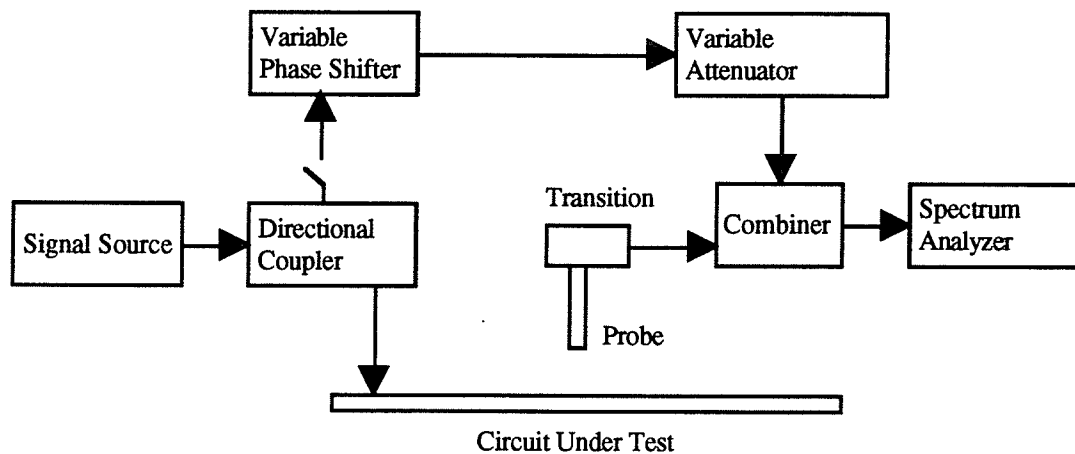 Variable
Phase Shifter
Variable
Attenuator
Transition
Signal Source
Directional
Coupler
Combiner
Spectrum
Analyzer
Probe
Circuit Under Test